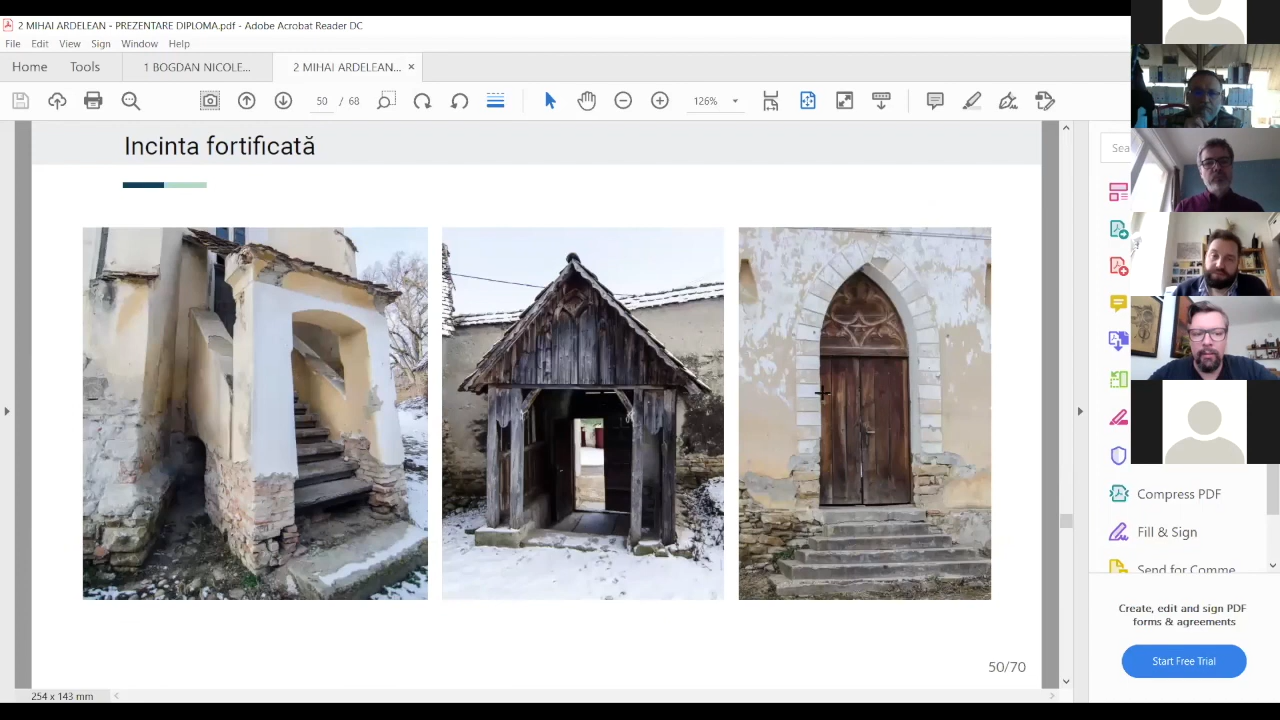 2 MIHAI ARDELEAN - PREZENTARE DIPLOMA.pdf - Adobe Acrobat Reader DC
File Edit View Sign Window Help
Home Tools 1 BOGDAN NICOLE... 2 MIHAI ARDELEAN... ×
50 / 68 126%
Incinta fortificată
Sea
Compress PDF
Fill & Sign
Send for Comme
Create, edit and sign PDF
forms & agreements
Start Free Trial
50/70
254 x 143 mm